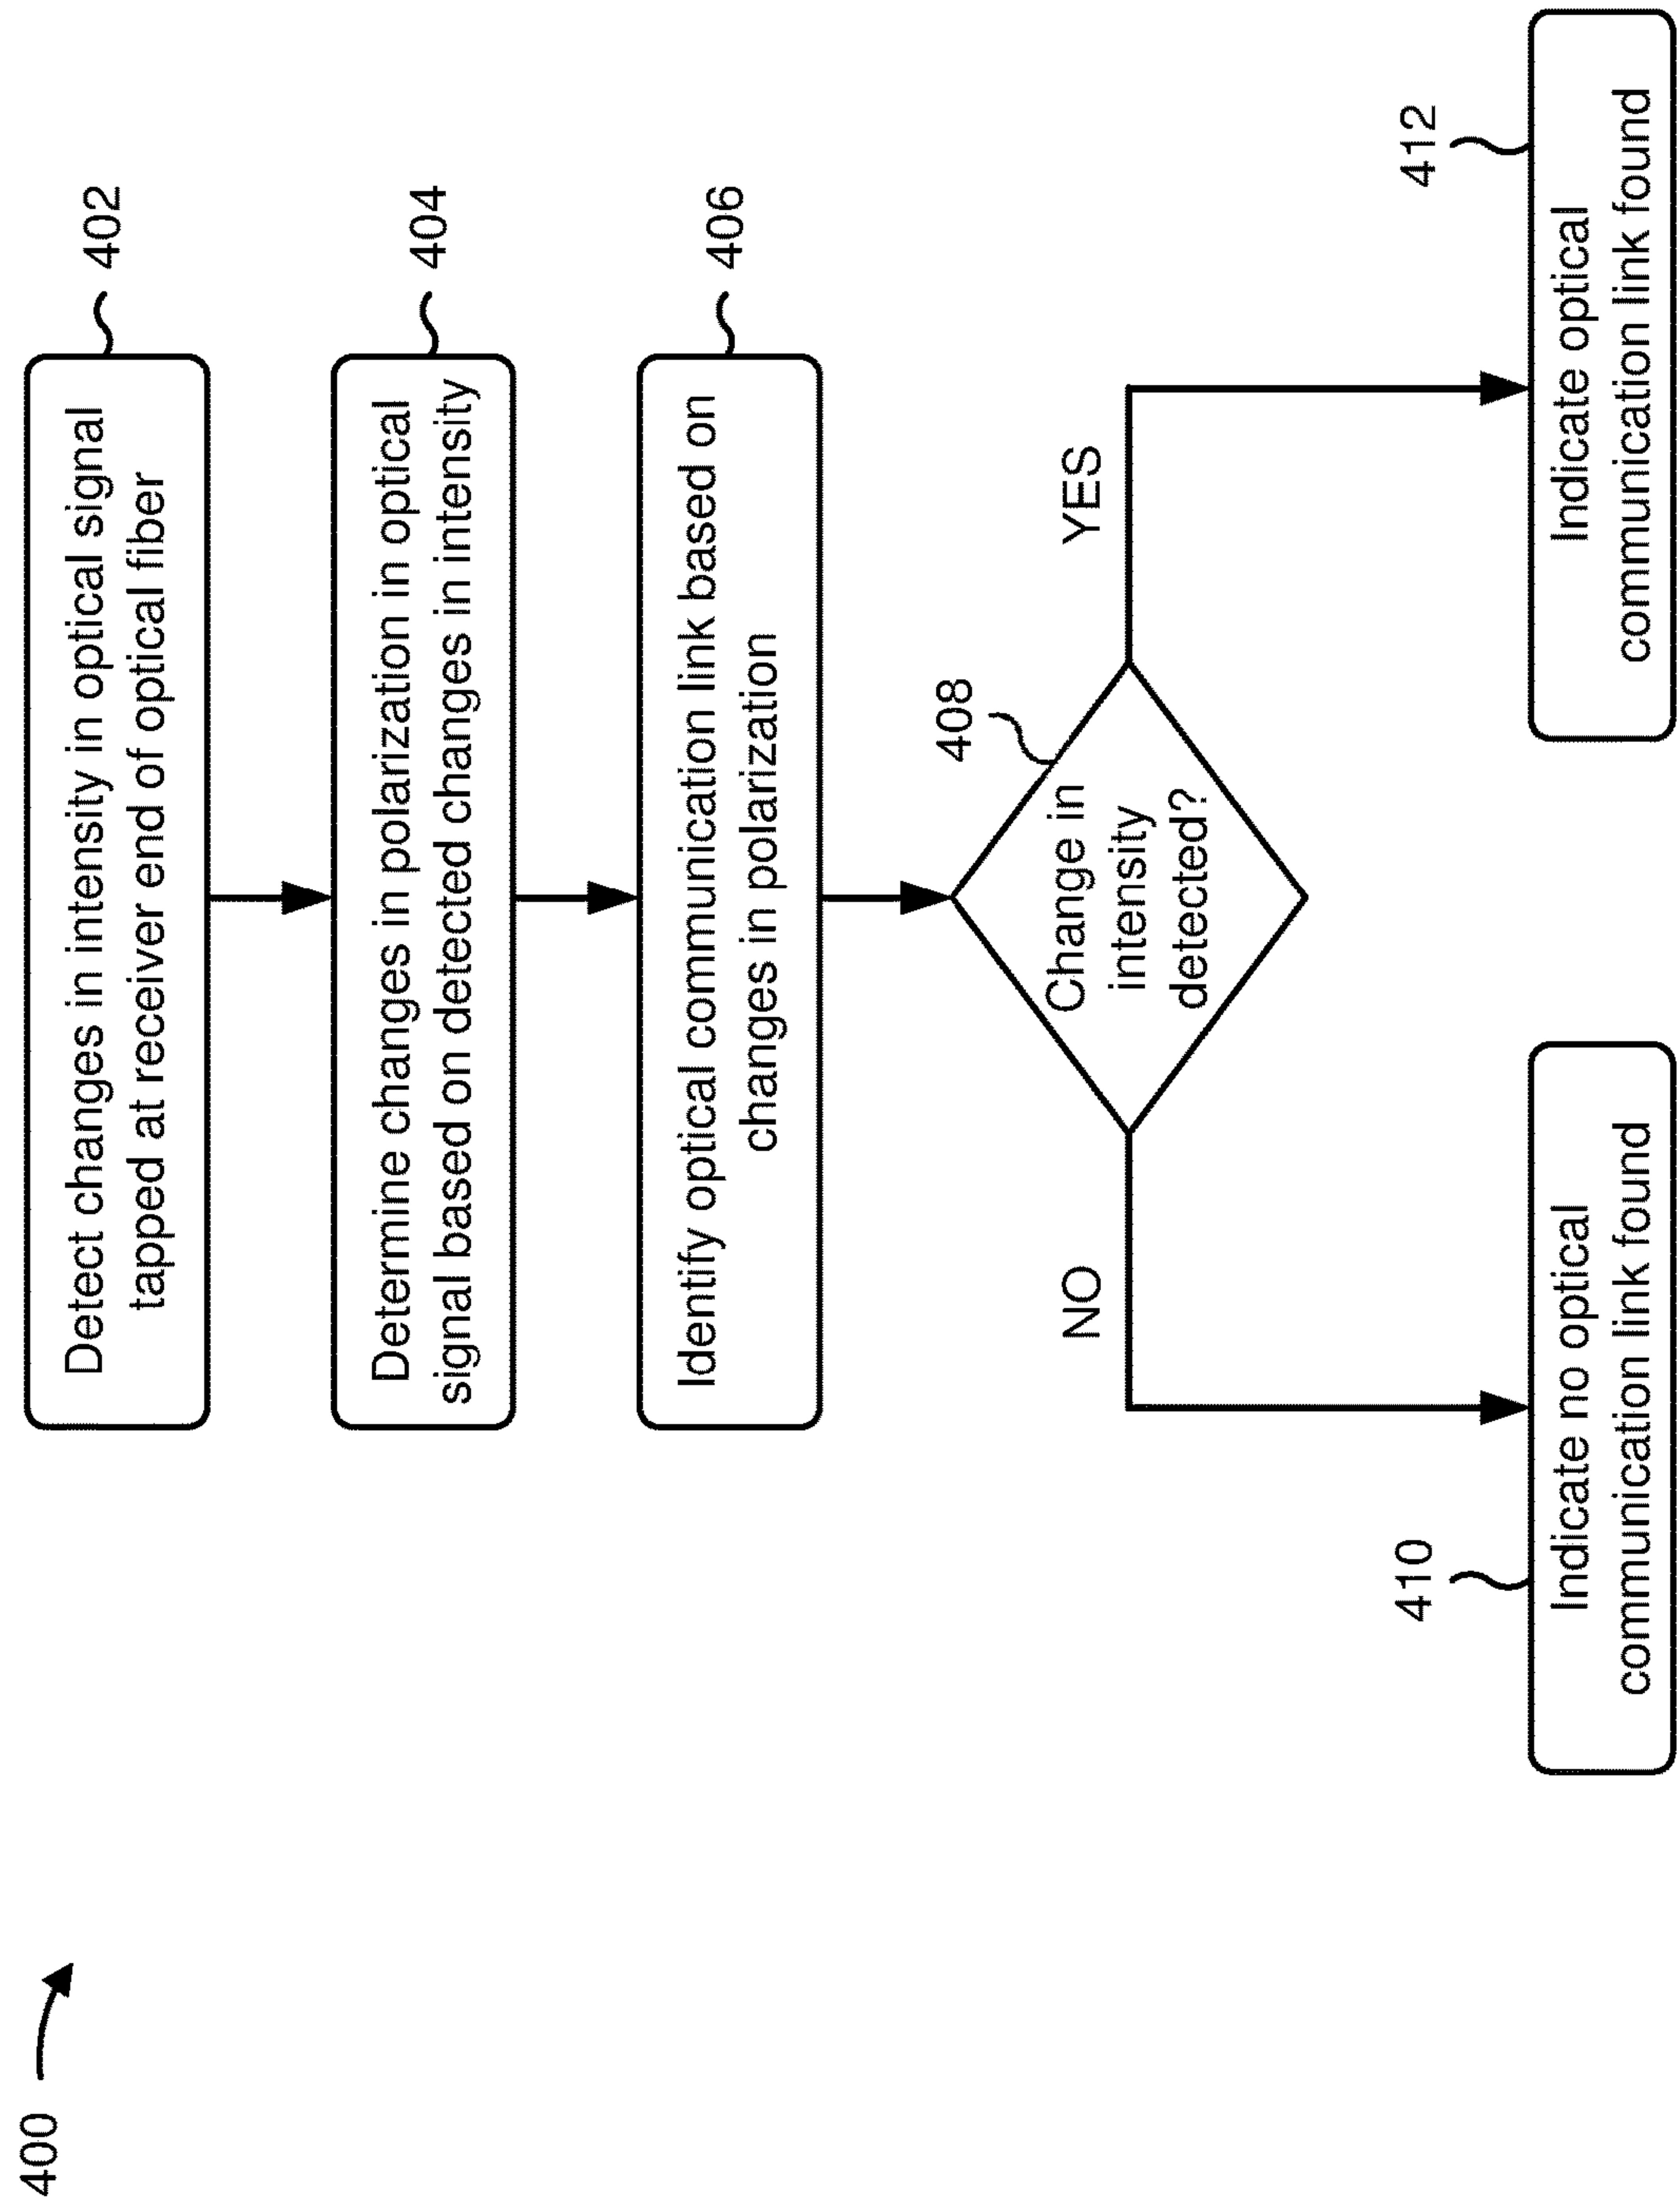 400
Detect changes in intensity in optical signal
tapped at receiver end of optical fiber
402
Determine changes in polarization in optical
signal based on detected changes in intensity
404
Identify optical communication link based on
changes in polarization
406
408
Change in
intensity
detected?
NO
YES
410
Indicate no optical
communication link found
412
Indicate optical
communication link found